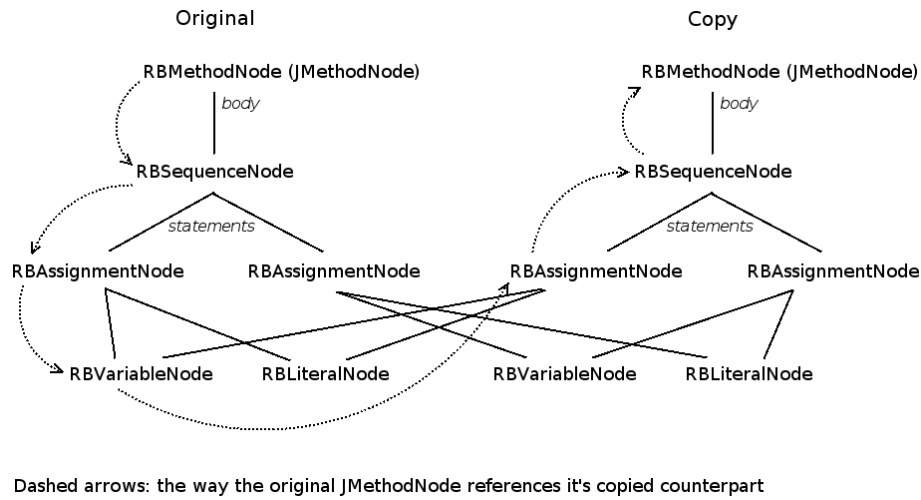 Original
Copy
RBMethodNode (JMethodNode)
RBMethodNode (JMethodNode)
body
body
RBSequenceNode
RBSequenceNode
statements
statements
RBAssignmentNode
RBAssignmentNode
RBAssignmentNode
RBAssignmentNode
RBVariableNode
RBLiteralNode
RBVariableNode
RBLiteralNode
Dashed arrows: the way the original JMethodNode references it's copied counterpart